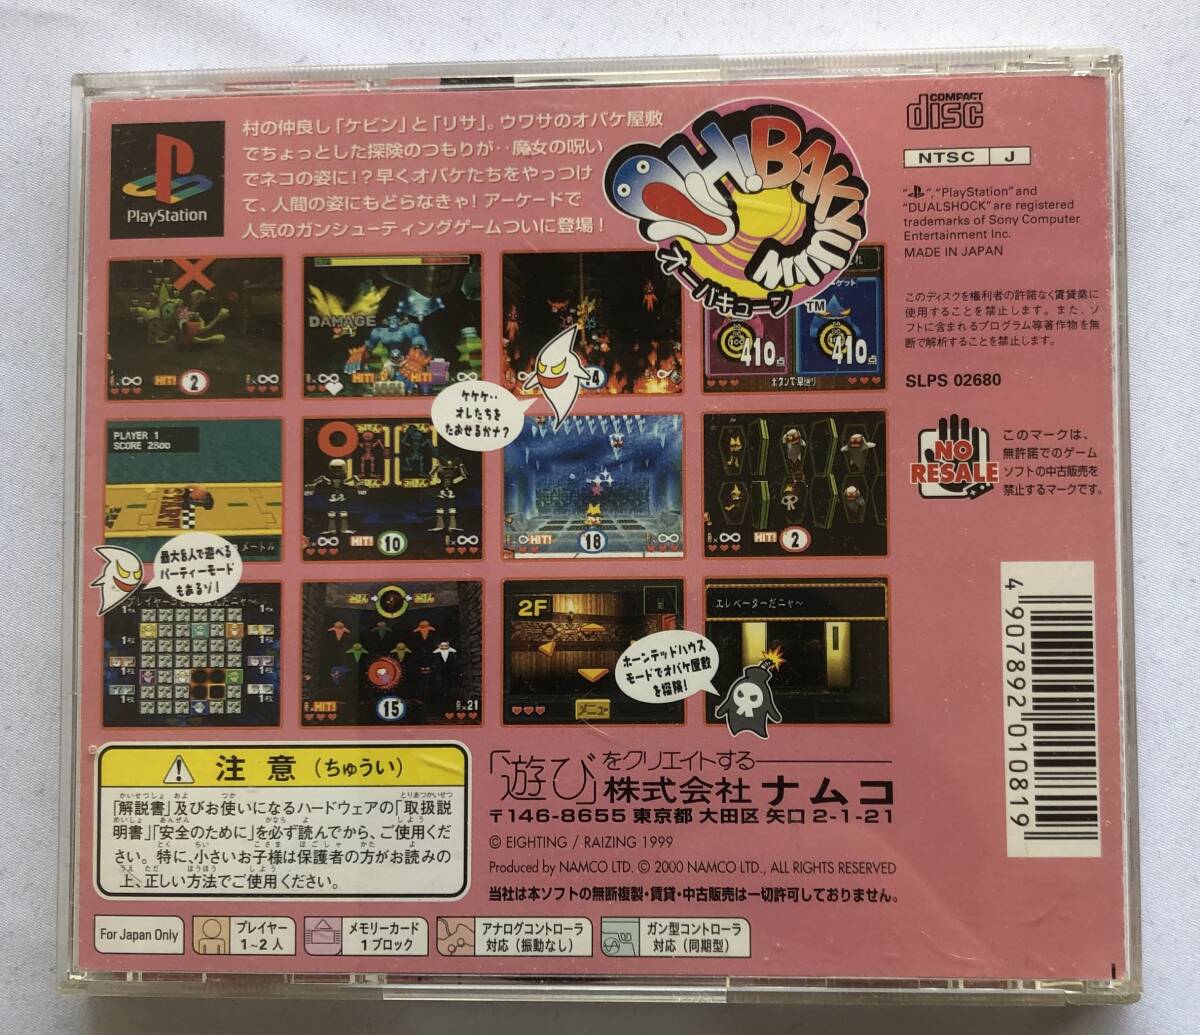 PlayStation
村の仲良し「ケビン」と「リサ」。ウワサのオバケ屋敷
でちょっとした探険のつもりが‥魔女の呪い
でネコの姿に!?早くオバケたちをやっつけ
て、人間の姿にもどらなきゃ!アーケードで
人気のガンシューティングゲームついに登場!
OH! BAKYUUUN
オーバキューン
TM
COMPACT
disc
NTSC J
“PS”, “PlayStation” and
“DUALSHOCK” are registered
trademarks of Sony Computer
Entertainment Inc.
MADE IN JAPAN
このディスクを権利者の許諾なく賃貸業に
使用することを禁止します。また、ソ
フトに含まれるプログラム等著作物を無
断で解析することを禁止します。
SLPS 02680
NO
RESALE
このマークは、
無許諾でのゲーム
ソフトの中古販売を
禁止するマークです。
HIT! 2
DAMAGE
HIT!
4
410点
410点
ボタンで早送り
ケケケ‥
オレたちを
たおせるかナ?
PLAYER 1
SCORE 2800
START
HIT! 10
HIT! 18
HIT! 2
最大8人で遊べる
パーティーモード
もあるゾ!
HIT! 15
21
2F
メニュー
エレベーターだニャ〜
ホーンテッドハウス
モードでオバケ屋敷
を探険!
4 907892 010819
注意(ちゅうい)
「解説書」及びお使いになるハードウェアの「取扱説
明書」「安全のために」を必ず読んでから、ご使用くだ
さい。特に、小さいお子様は保護者の方がお読みの
上、正しい方法でご使用ください。
「遊び」をクリエイトする
株式会社ナムコ
〒146-8655 東京都 大田区 矢口 2-1-21
© EIGHTING / RAIZING 1999
Produced by NAMCO LTD. © 2000 NAMCO LTD., ALL RIGHTS RESERVED
当社は本ソフトの無断複製・賃貸・中古販売は一切許可しておりません。
For Japan Only
プレイヤー
1~2人
メモリーカード
1ブロック
アナログコントローラ
対応(振動なし)
ガン型コントローラ
対応(同期型)